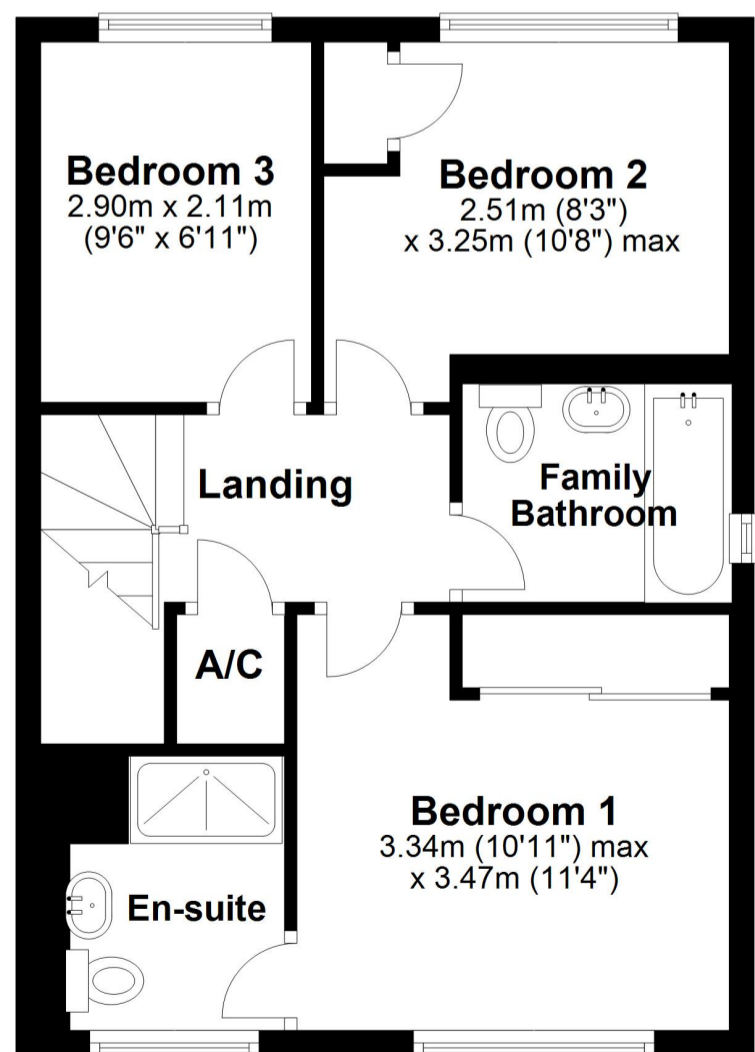 Bedroom 3
2.90m x 2.11m
(9'6" x 6'11")
Bedroom 2
2.51m (8'3")
x 3.25m (10'8") max
Landing
Family
Bathroom
A/C
Bedroom 1
3.34m (10'11") max
x 3.47m (11'4")
En-suite